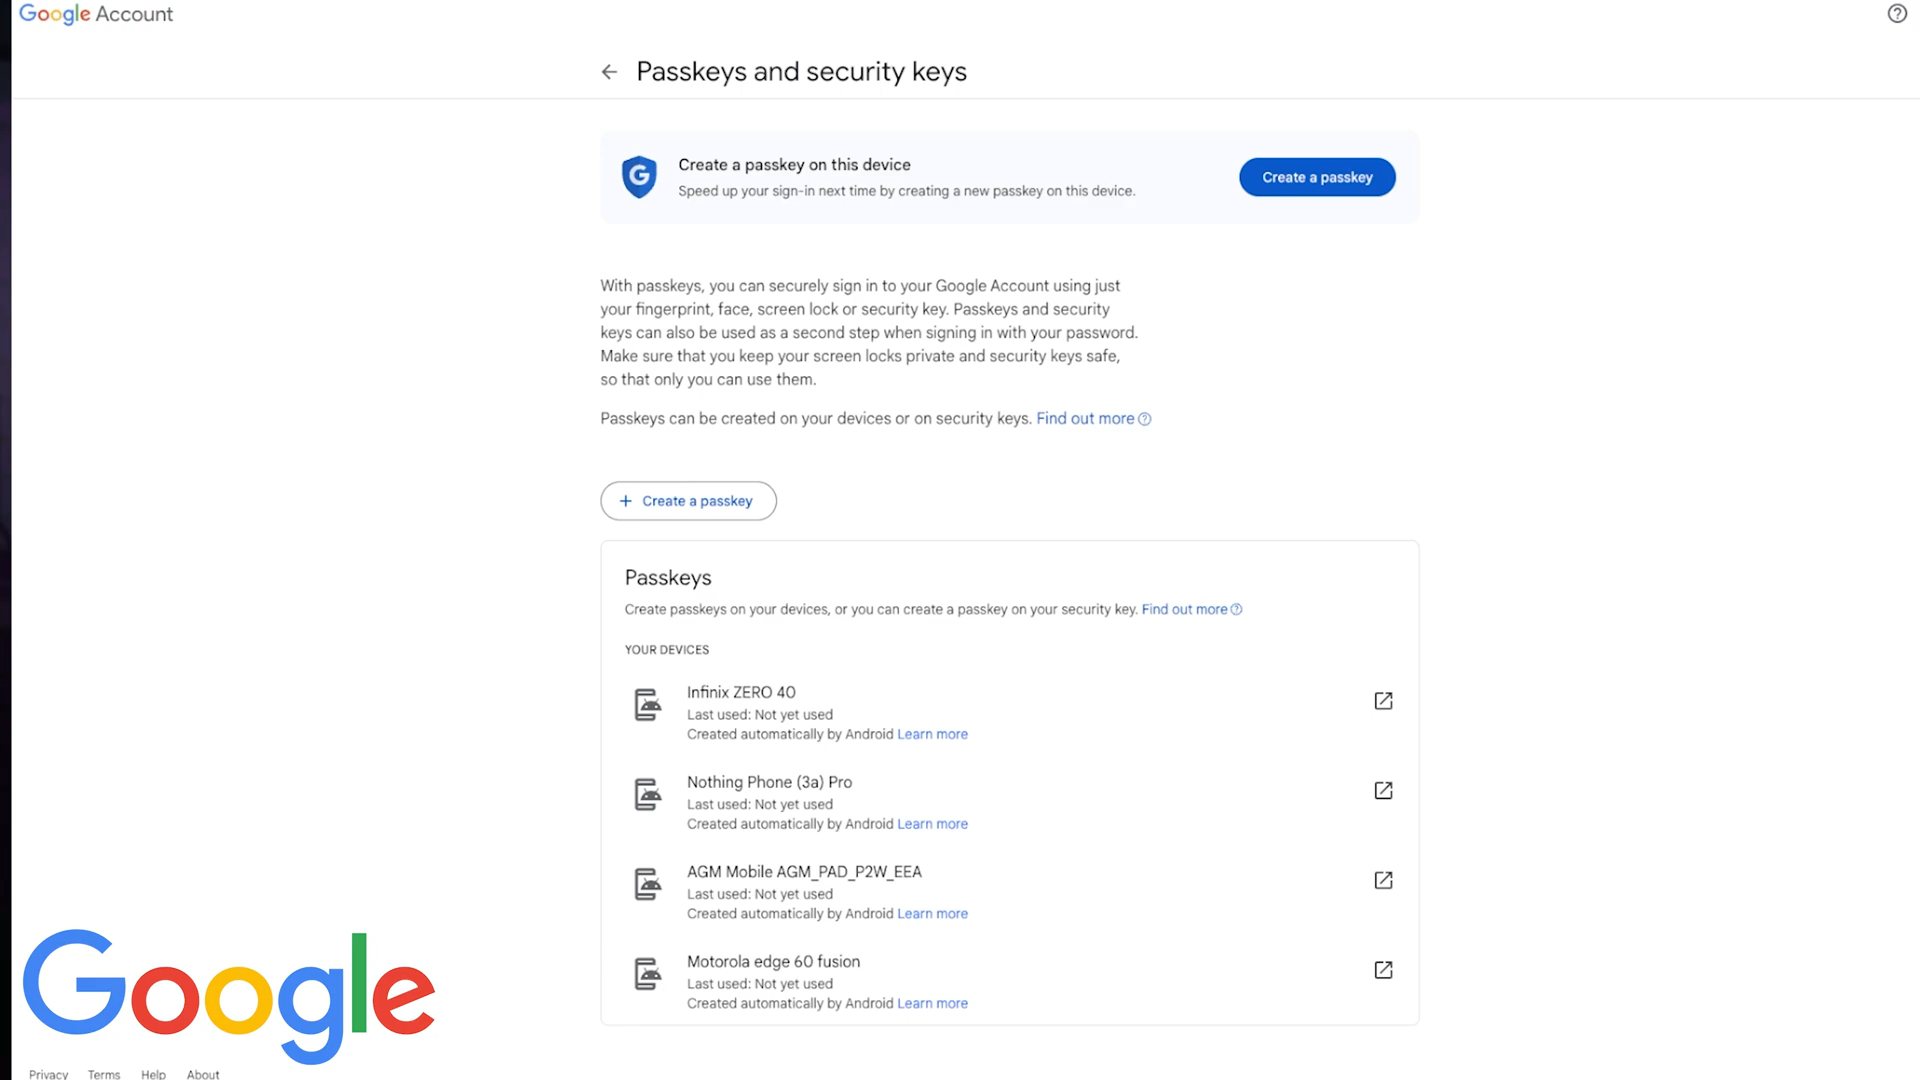 Google Account
Passkeys and security keys
Create a passkey on this device
Speed up your sign-in next time by creating a new passkey on this device.
Create a passkey
With passkeys, you can securely sign in to your Google Account using just
your fingerprint, face, screen lock or security key. Passkeys and security
keys can also be used as a second step when signing in with your password.
Make sure that you keep your screen locks private and security keys safe,
so that only you can use them.
Passkeys can be created on your devices or on security keys. Find out more
+ Create a passkey
Passkeys
Create passkeys on your devices, or you can create a passkey on your security key. Find out more
YOUR DEVICES
Infinix ZERO 40
Last used: Not yet used
Created automatically by Android Learn more
Nothing Phone (3a) Pro
Last used: Not yet used
Created automatically by Android Learn more
AGM Mobile AGM_PAD_P2W_EEA
Last used: Not yet used
Created automatically by Android Learn more
Motorola edge 60 fusion
Last used: Not yet used
Created automatically by Android Learn more
Google
Privacy Terms Help About